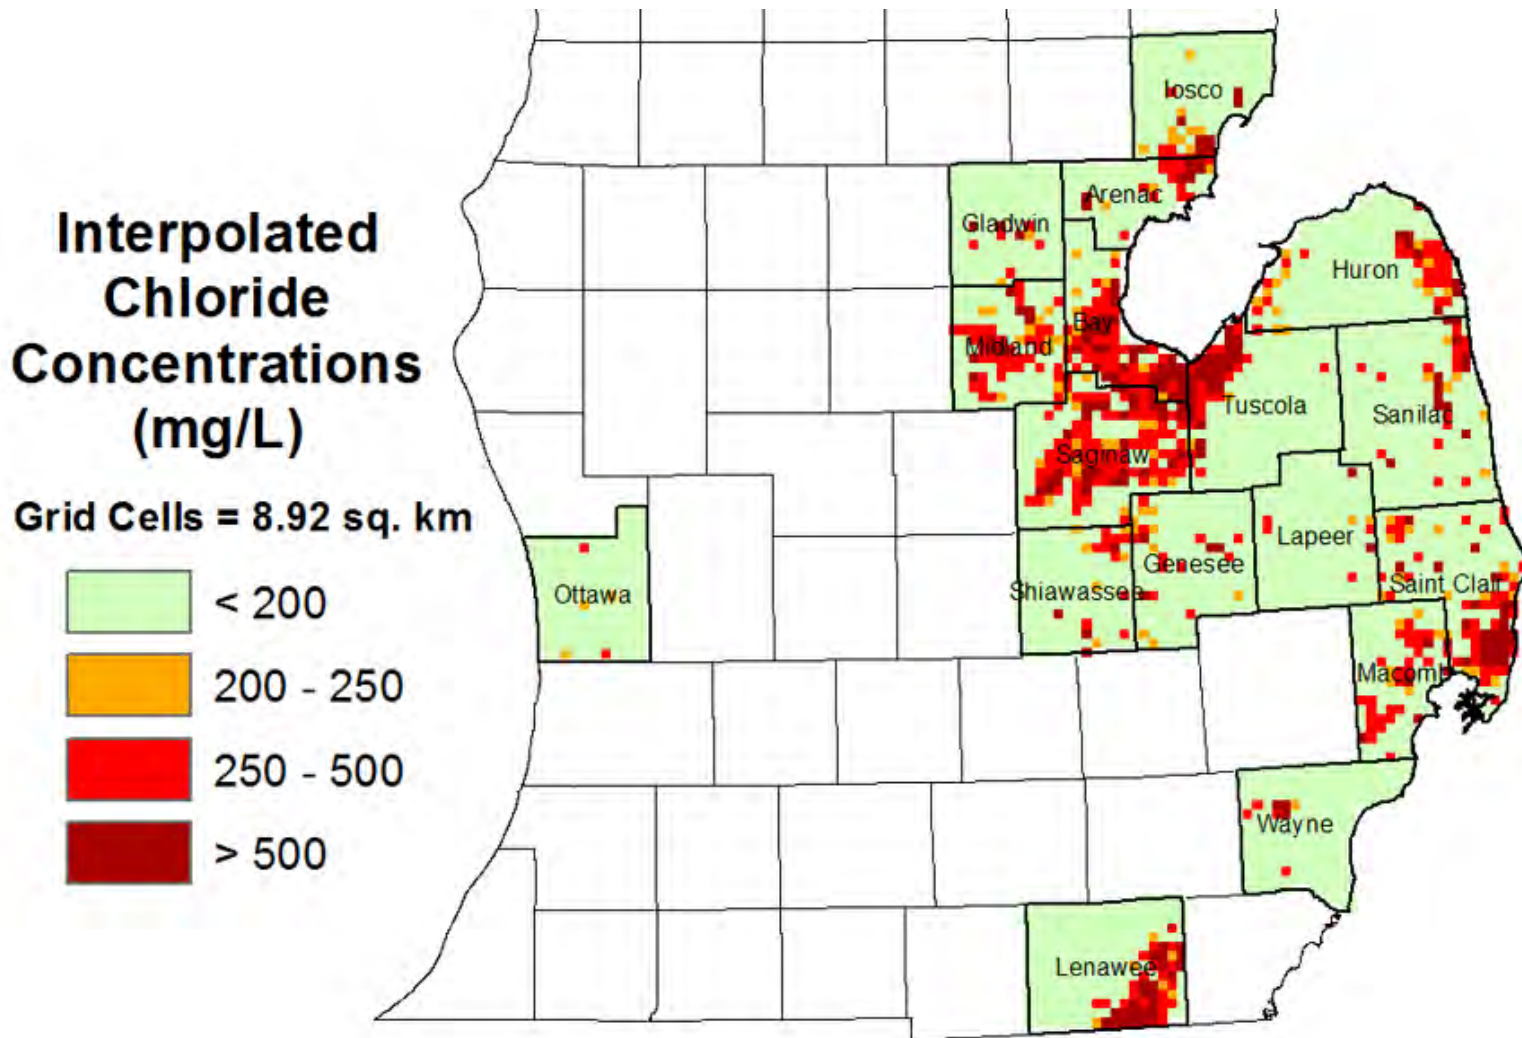 Interpolated
Chloride
Concentrations
(mg/L)
Grid Cells = 8.92 sq. km
< 200
200 - 250
250 - 500
> 500
Iosco
Arenac
Gladwin
Huron
Bay
Midland
Tuscola
Sanilac
Saginaw
Lapeer
Genesee
Shiawassee
Saint Clair
Ottawa
Macomb
Wayne
Lenawee